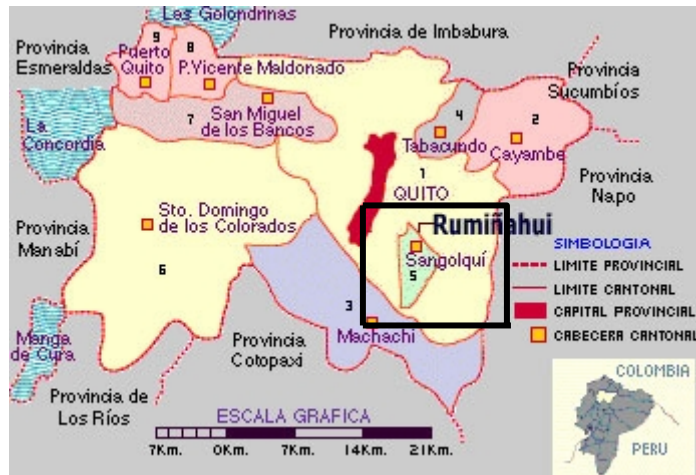 Las Golondrinas
Provincia de Imbabura
Provincia
Esmeraldas
9
Puerto
Quito
8
P.Vicente Maldonado
Provincia
Sucumbíos
La
Concordia
7
San Miguel
de los Bancos
4
Tabacundo
2
Cayambe
1
QUITO
Provincia
Napo
Provincia
Manabí
Sto. Domingo
de los Colorados
6
Rumiñahui
Sangolquí
5
3
Machachi
SIMBOLOGIA
LIMITE PROVINCIAL
LIMITE CANTONAL
CAPITAL PROVINCIAL
CABECERA CANTONAL
Manga
de Cura
Provincia
Cotopaxi
Provincia de
Los Ríos
ESCALA GRAFICA
7Km. 0Km. 7Km. 14Km. 21Km.
COLOMBIA
PERU